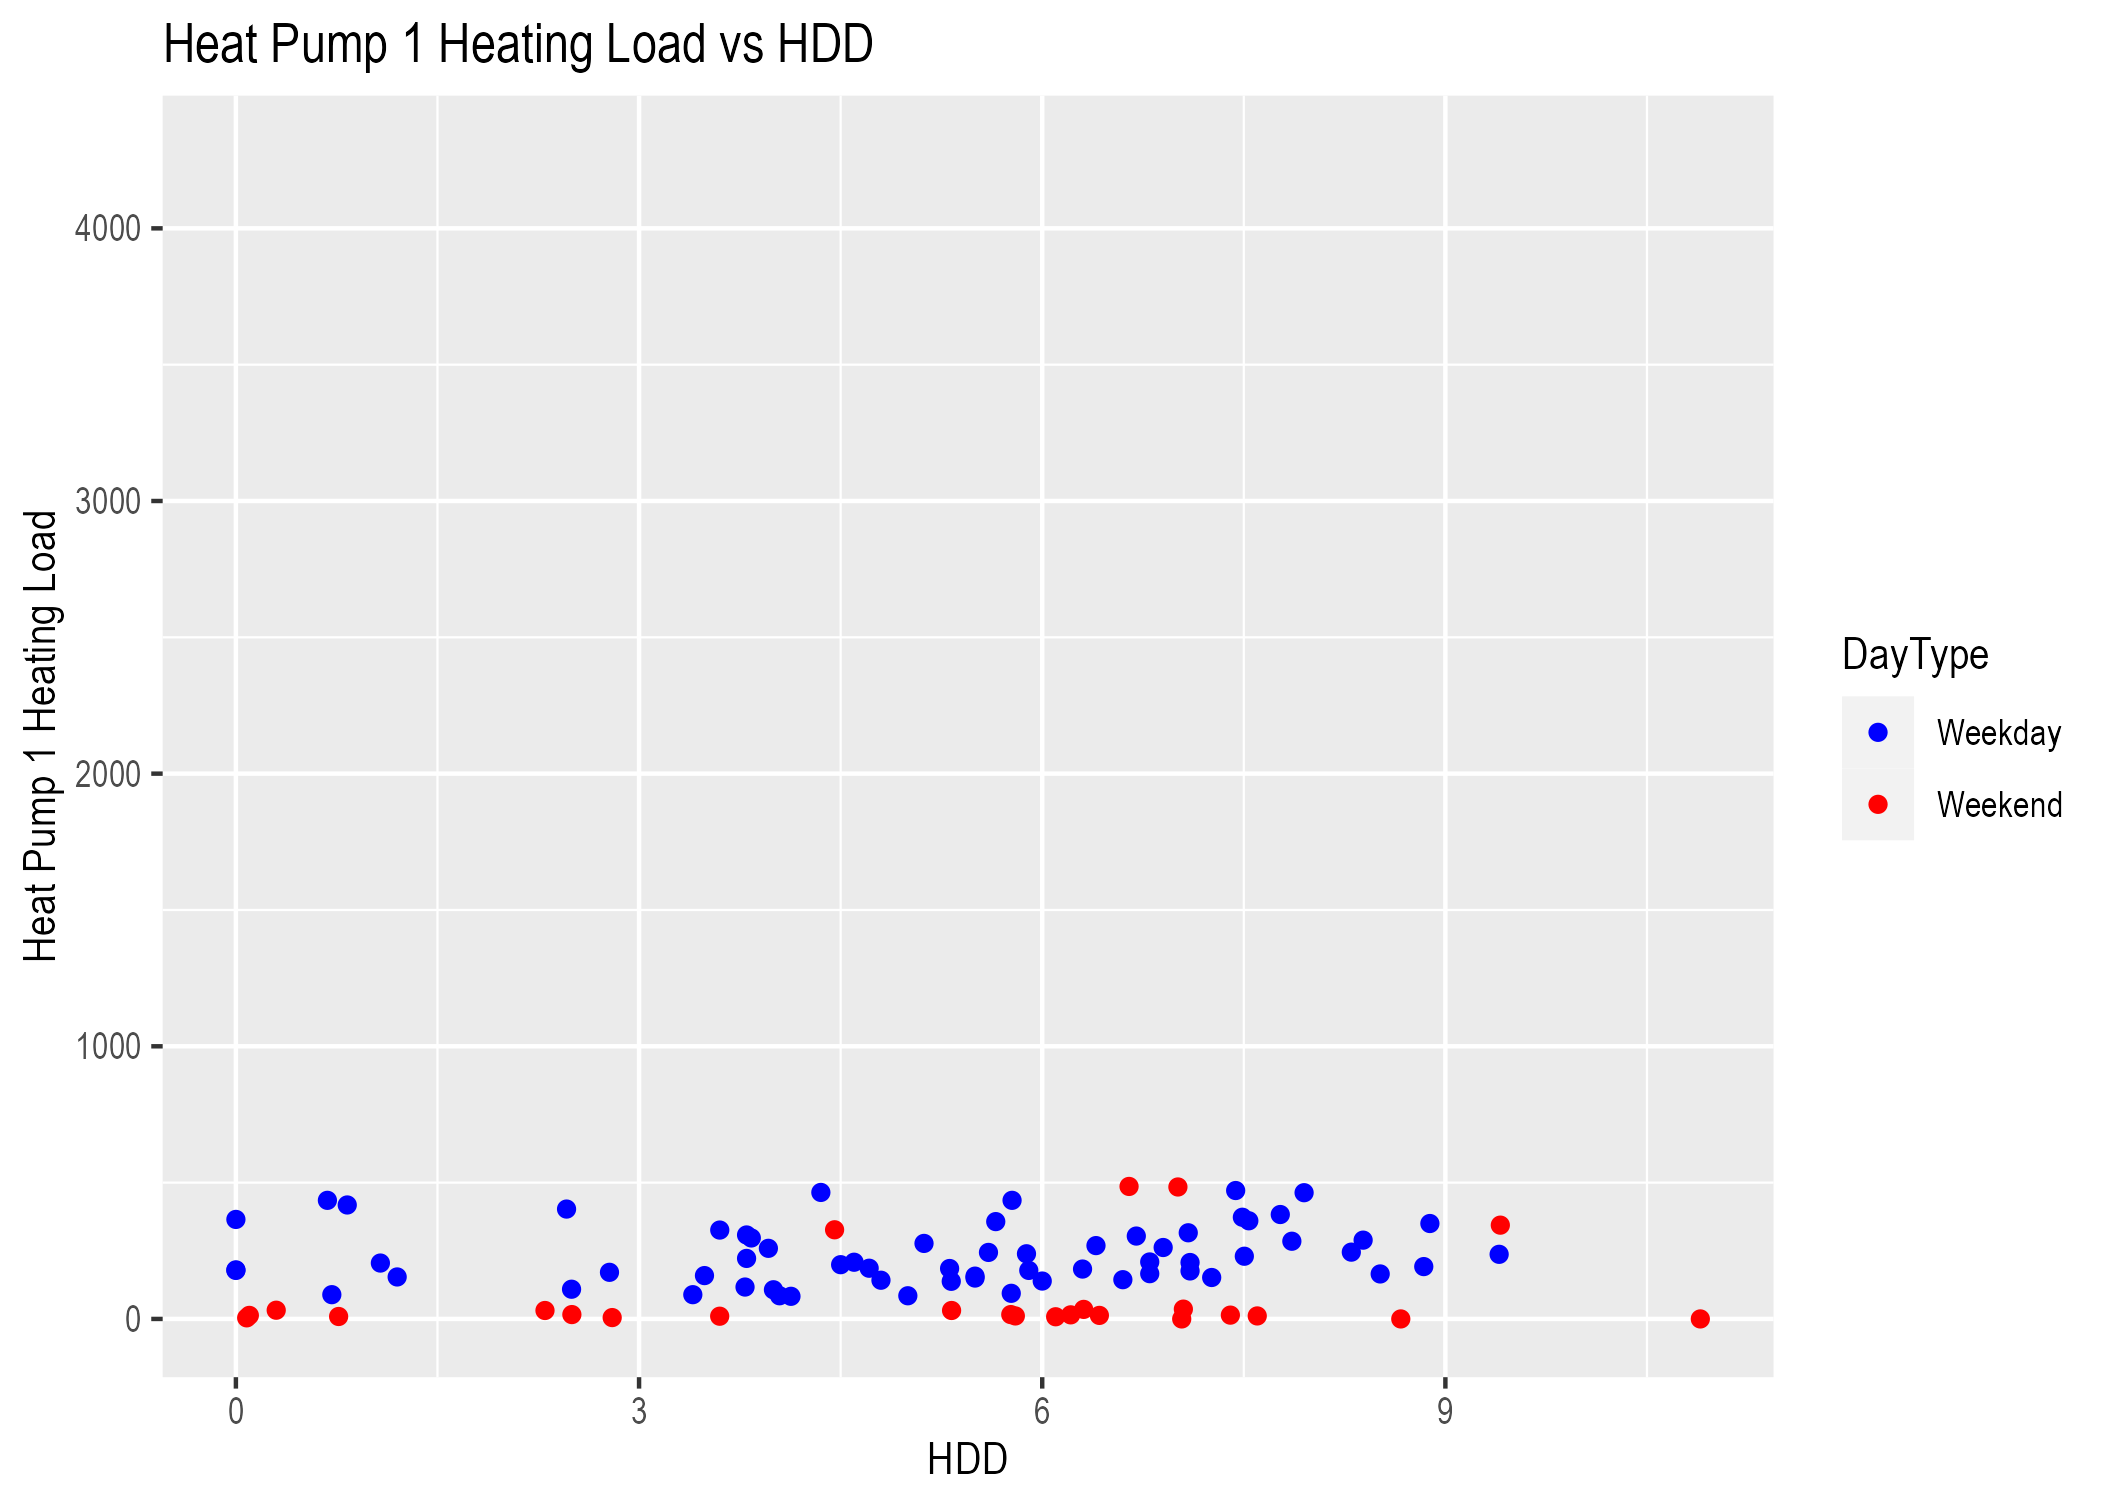 Heat Pump 1 Heating Load vs HDD
Heat Pump 1 Heating Load
4000
3000
2000
1000
0
0 3 6 9
HDD
DayType
Weekday
Weekend